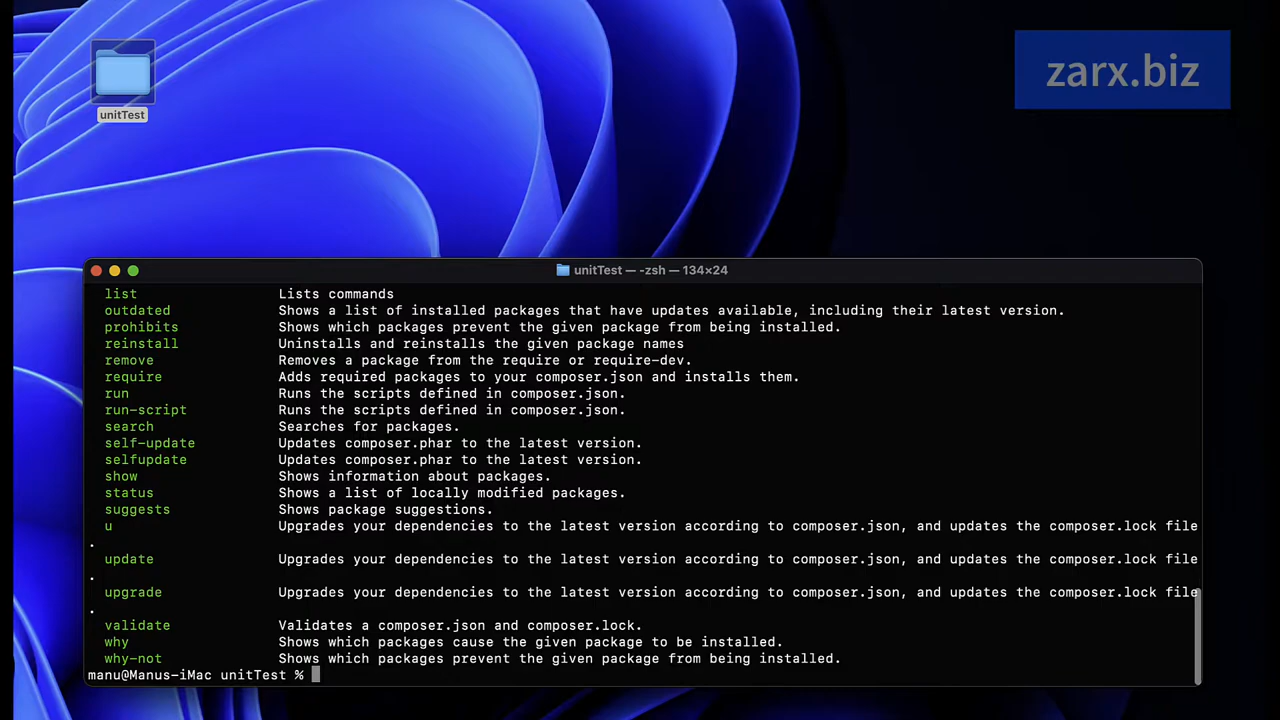 zarx.biz
unitTest
unitTest — -zsh — 134×24
list Lists commands
outdated Shows a list of installed packages that have updates available, including their latest version.
prohibits Shows which packages prevent the given package from being installed.
reinstall Uninstalls and reinstalls the given package names
remove Removes a package from the require or require-dev.
require Adds required packages to your composer.json and installs them.
run Runs the scripts defined in composer.json.
run-script Runs the scripts defined in composer.json.
search Searches for packages.
self-update Updates composer.phar to the latest version.
selfupdate Updates composer.phar to the latest version.
show Shows information about packages.
status Shows a list of locally modified packages.
suggests Shows package suggestions.
u Upgrades your dependencies to the latest version according to composer.json, and updates the composer.lock file
.
update Upgrades your dependencies to the latest version according to composer.json, and updates the composer.lock file
.
upgrade Upgrades your dependencies to the latest version according to composer.json, and updates the composer.lock file
.
validate Validates a composer.json and composer.lock.
why Shows which packages cause the given package to be installed.
why-not Shows which packages prevent the given package from being installed.
manu@Manus-iMac unitTest %